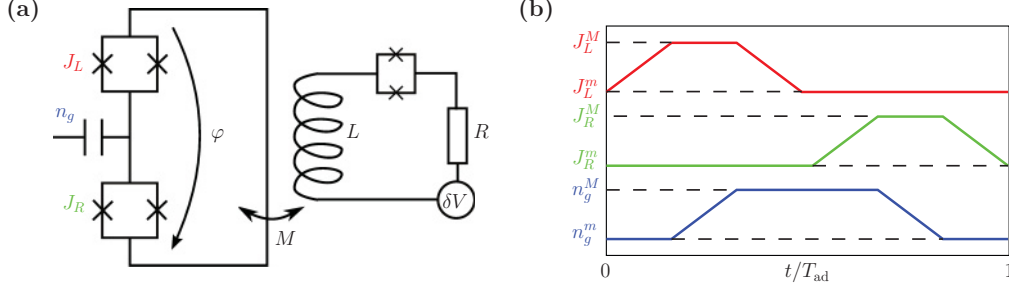 (a)
J_L
n_g
φ
J_R
M
L
R
δV
(b)
J_L^M
J_L^m
J_R^M
J_R^m
n_g^M
n_g^m
0
t/T_ad
1